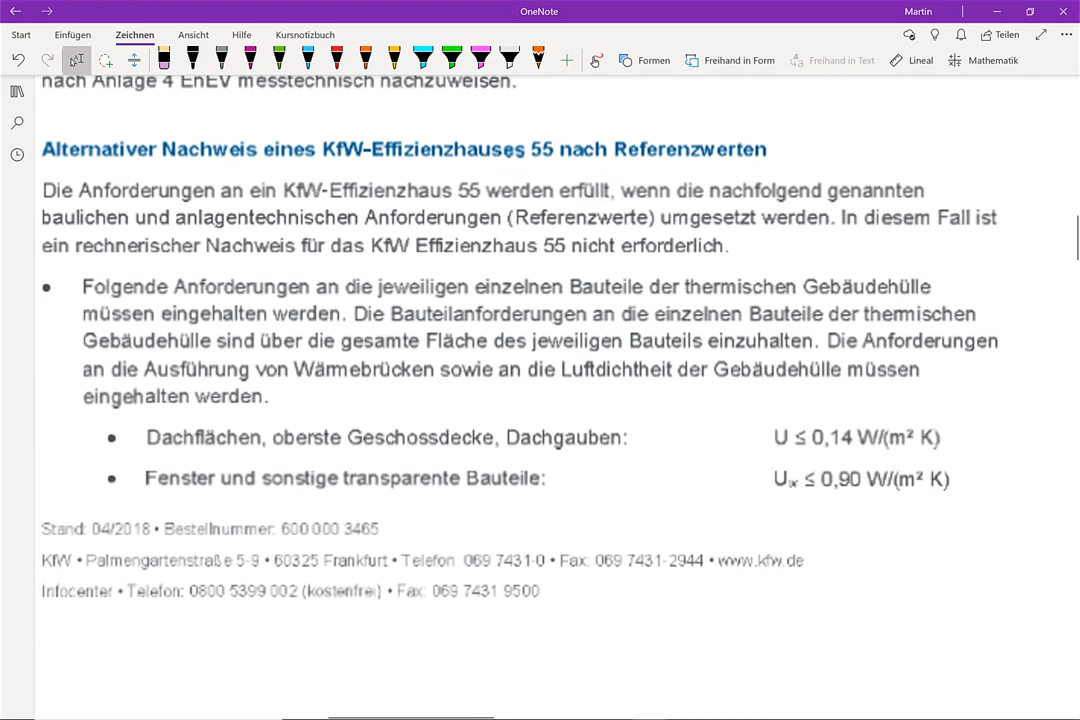 OneNote
Martin
Start Einfügen Zeichnen Ansicht Hilfe Kursnotizbuch
Teilen
Formen Freihand in Form Freihand in Text Lineal Mathematik
nach Anlage 4 EnEV messtechnisch nachzuweisen.
Alternativer Nachweis eines KfW-Effizienzhauses 55 nach Referenzwerten
Die Anforderungen an ein KfW-Effizienzhaus 55 werden erfüllt, wenn die nachfolgend genannten
baulichen und anlagentechnischen Anforderungen (Referenzwerte) umgesetzt werden. In diesem Fall ist
ein rechnerischer Nachweis für das KfW Effizienzhaus 55 nicht erforderlich.
• Folgende Anforderungen an die jeweiligen einzelnen Bauteile der thermischen Gebäudehülle
müssen eingehalten werden. Die Bauteilanforderungen an die einzelnen Bauteile der thermischen
Gebäudehülle sind über die gesamte Fläche des jeweiligen Bauteils einzuhalten. Die Anforderungen
an die Ausführung von Wärmebrücken sowie an die Luftdichtheit der Gebäudehülle müssen
eingehalten werden.
• Dachflächen, oberste Geschossdecke, Dachgauben: U ≤ 0,14 W/(m² K)
• Fenster und sonstige transparente Bauteile: Uw ≤ 0,90 W/(m² K)
Stand: 04/2018 • Bestellnummer: 600 000 3465
KfW • Palmengartenstraße 5-9 • 60325 Frankfurt • Telefon: 069 7431-0 • Fax: 069 7431-2944 • www.kfw.de
Infocenter • Telefon: 0800 5399 002 (kostenfrei) • Fax: 069 7431 9500